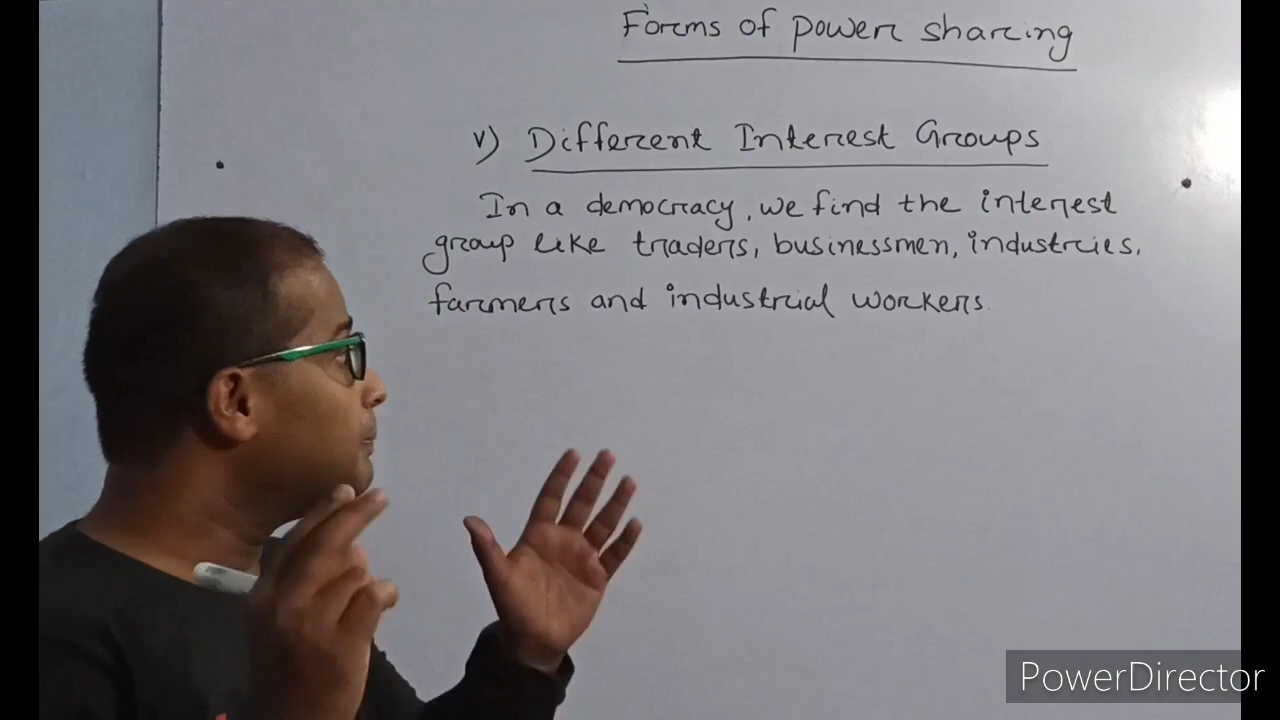 Forms of power sharing
v) Different Interest Groups
In a democracy, we find the interest
group like traders, businessmen, industries,
farmers and industrial workers.
PowerDirector